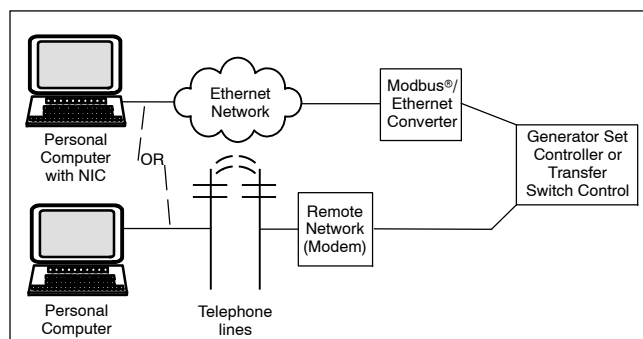 Ethernet
Network
Modbus®/
Ethernet
Converter
Personal
Computer
with NIC
OR
Generator Set
Controller or
Transfer
Switch Control
Remote
Network
(Modem)
Personal
Computer
Telephone
lines